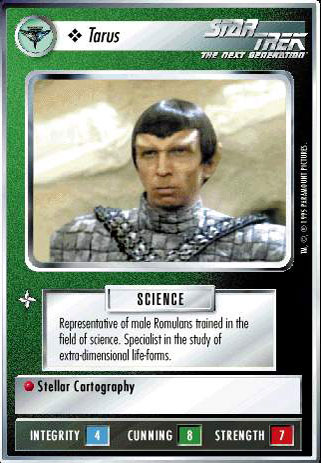 ❖ Tarus
STAR TREK
THE NEXT GENERATION
TM, ®, © 1995 PARAMOUNT PICTURES.
SCIENCE
Representative of male Romulans trained in the
field of science. Specialist in the study of
extra-dimensional life-forms.
Stellar Cartography
INTEGRITY 4 CUNNING 8 STRENGTH 7